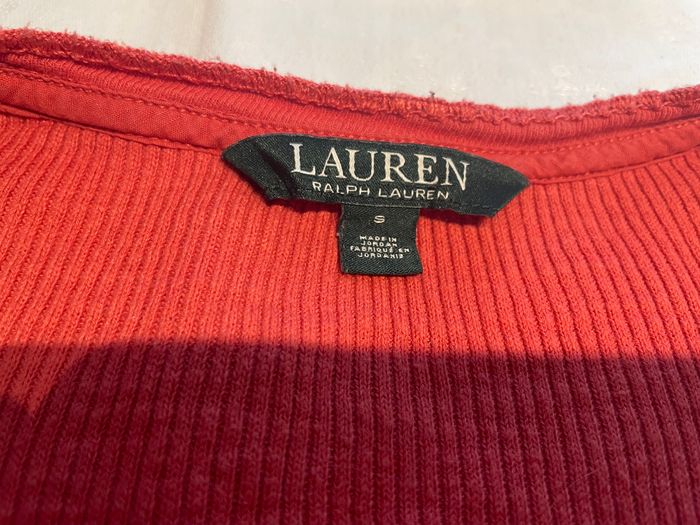 LAUREN
RALPH LAUREN
S
MADE IN
JORDAN
FABRIQUÉ EN
JORDANIE